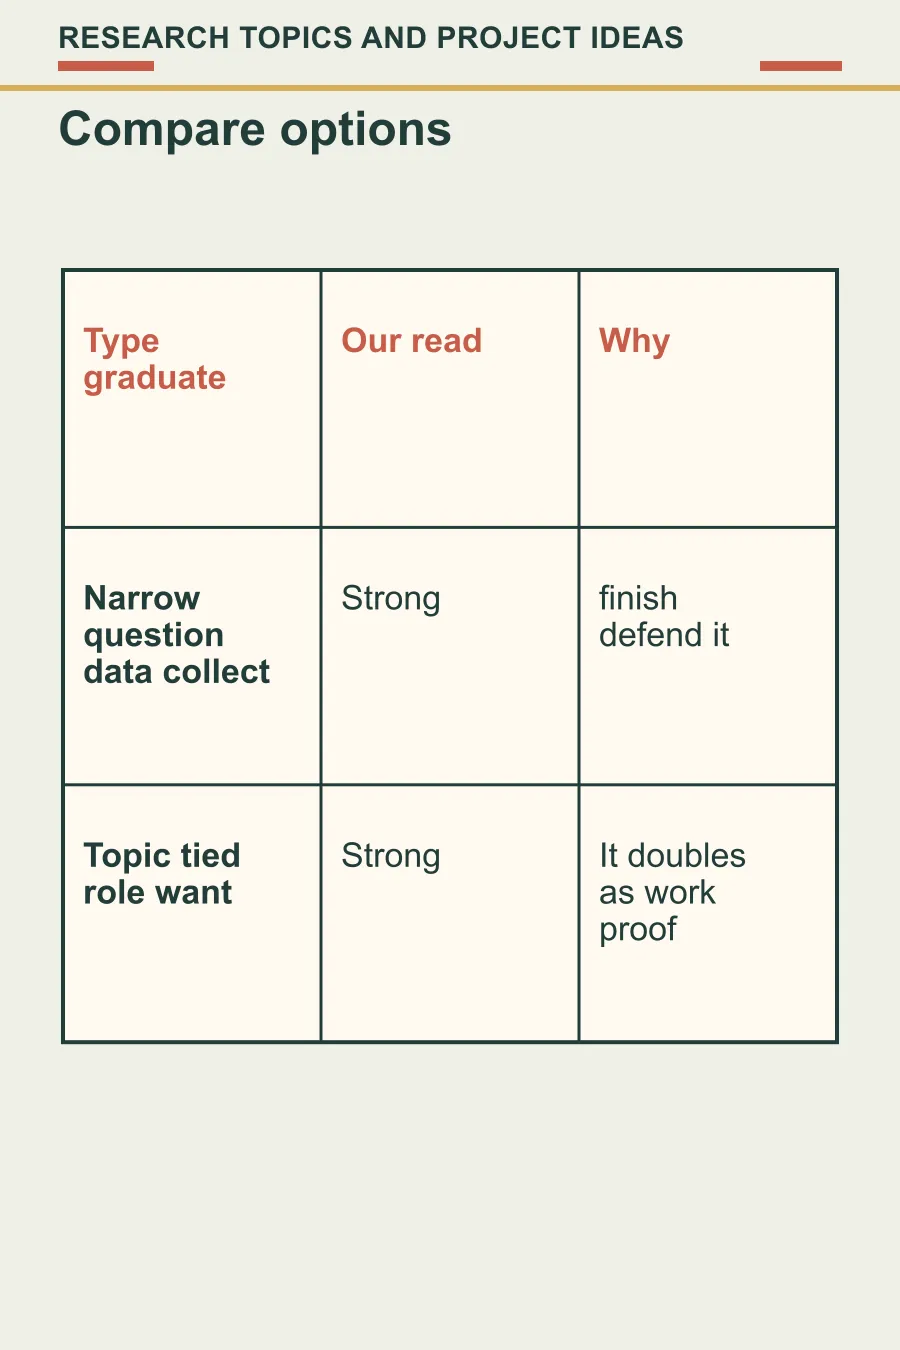 RESEARCH TOPICS AND PROJECT IDEAS
Compare options
Type
graduate
Our read
Why
Narrow
question
data collect
Strong
finish
defend it
Topic tied
role want
Strong
It doubles
as work
proof